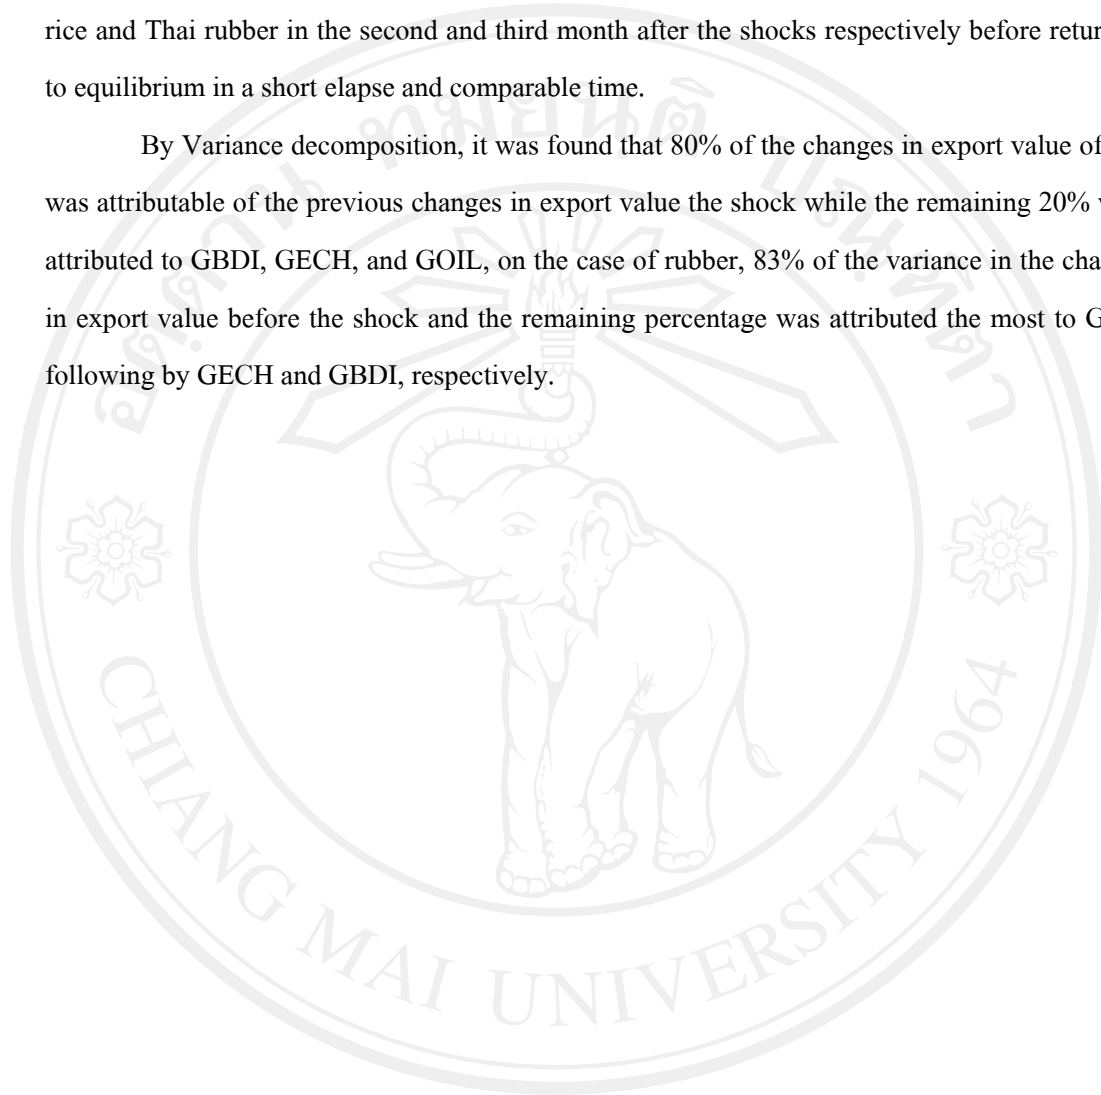 rice and Thai rubber in the second and third month after the shocks respectively before retur
to equilibrium in a short elapse and comparable time.
By Variance decomposition, it was found that 80% of the changes in export value of
was attributable of the previous changes in export value the shock while the remaining 20%
attributed to GBDI, GECH, and GOIL, on the case of rubber, 83% of the variance in the cha
in export value before the shock and the remaining percentage was attributed the most to G
following by GECH and GBDI, respectively.
CHIANG MAI UNIVERSITY 1964